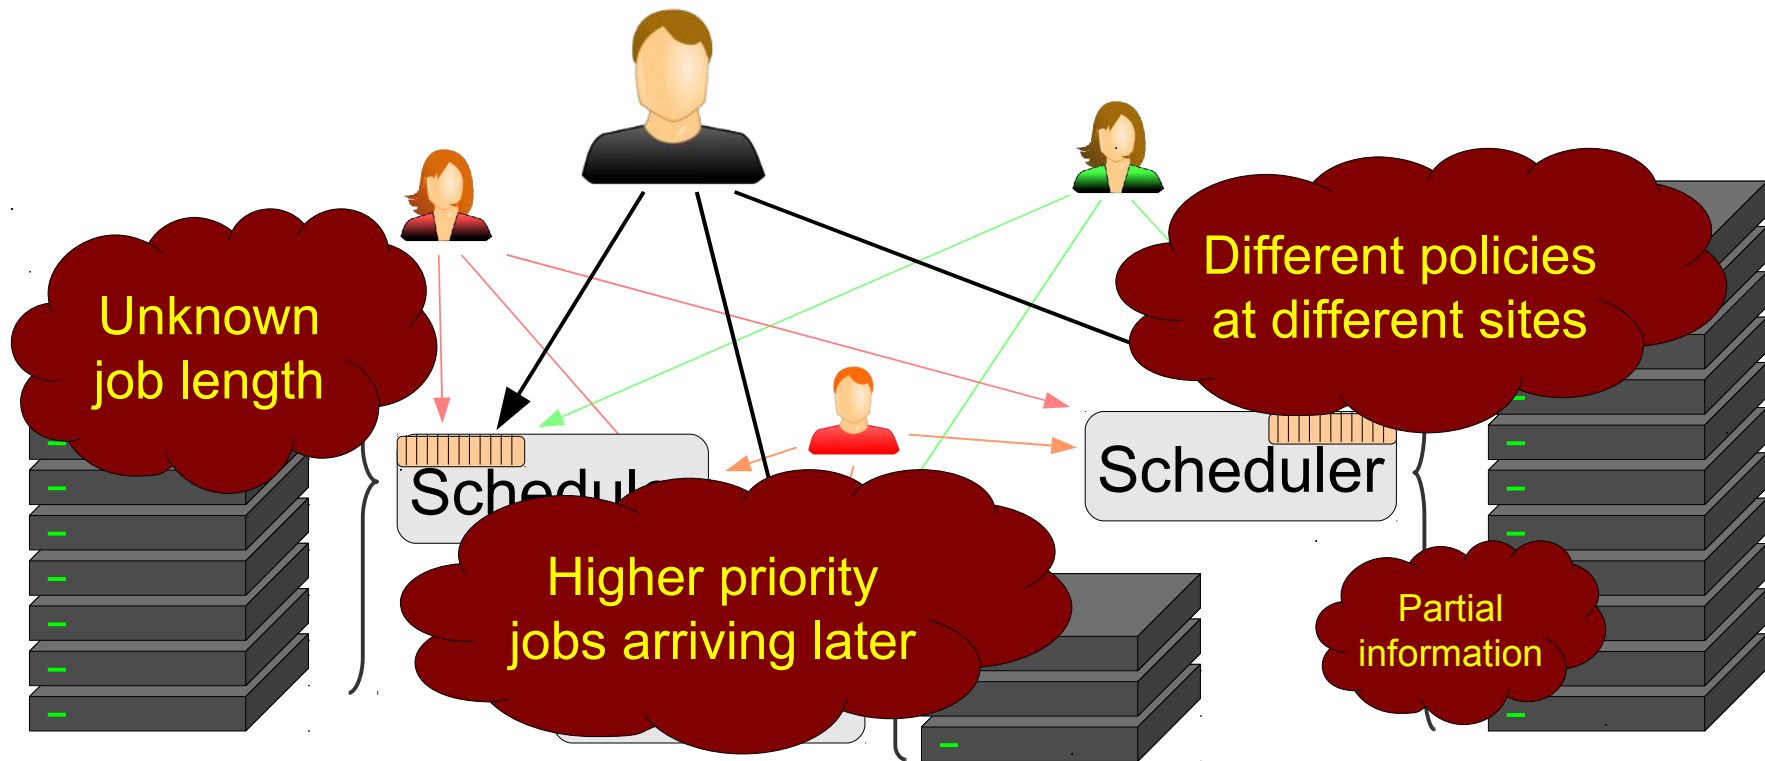 Different policies
at different sites
Unknown
job length
Scheduler
Higher priority
jobs arriving later
Partial
information